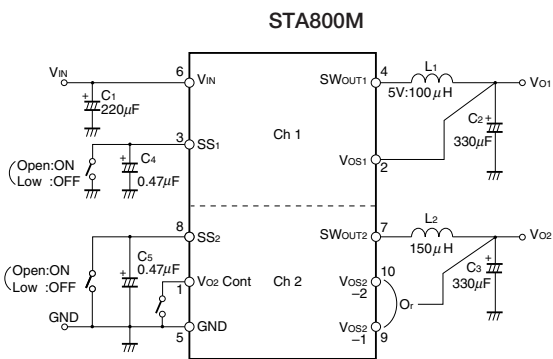 STA800M
VIN
C1
220µF
6
VIN
Ch 1
SWOUT1
4
L1
5V:100µH
VO1
C2
330µF
3
SS1
C4
0.47µF
Open:ON
Low :OFF
VOS1
2
8
SS2
C5
0.47µF
Open:ON
Low :OFF
VO2 Cont
1
Ch 2
SWOUT2
7
L2
150µH
VO2
C3
330µF
VOS2
-2
10
Or
GND
5
GND
VOS2
-1
9